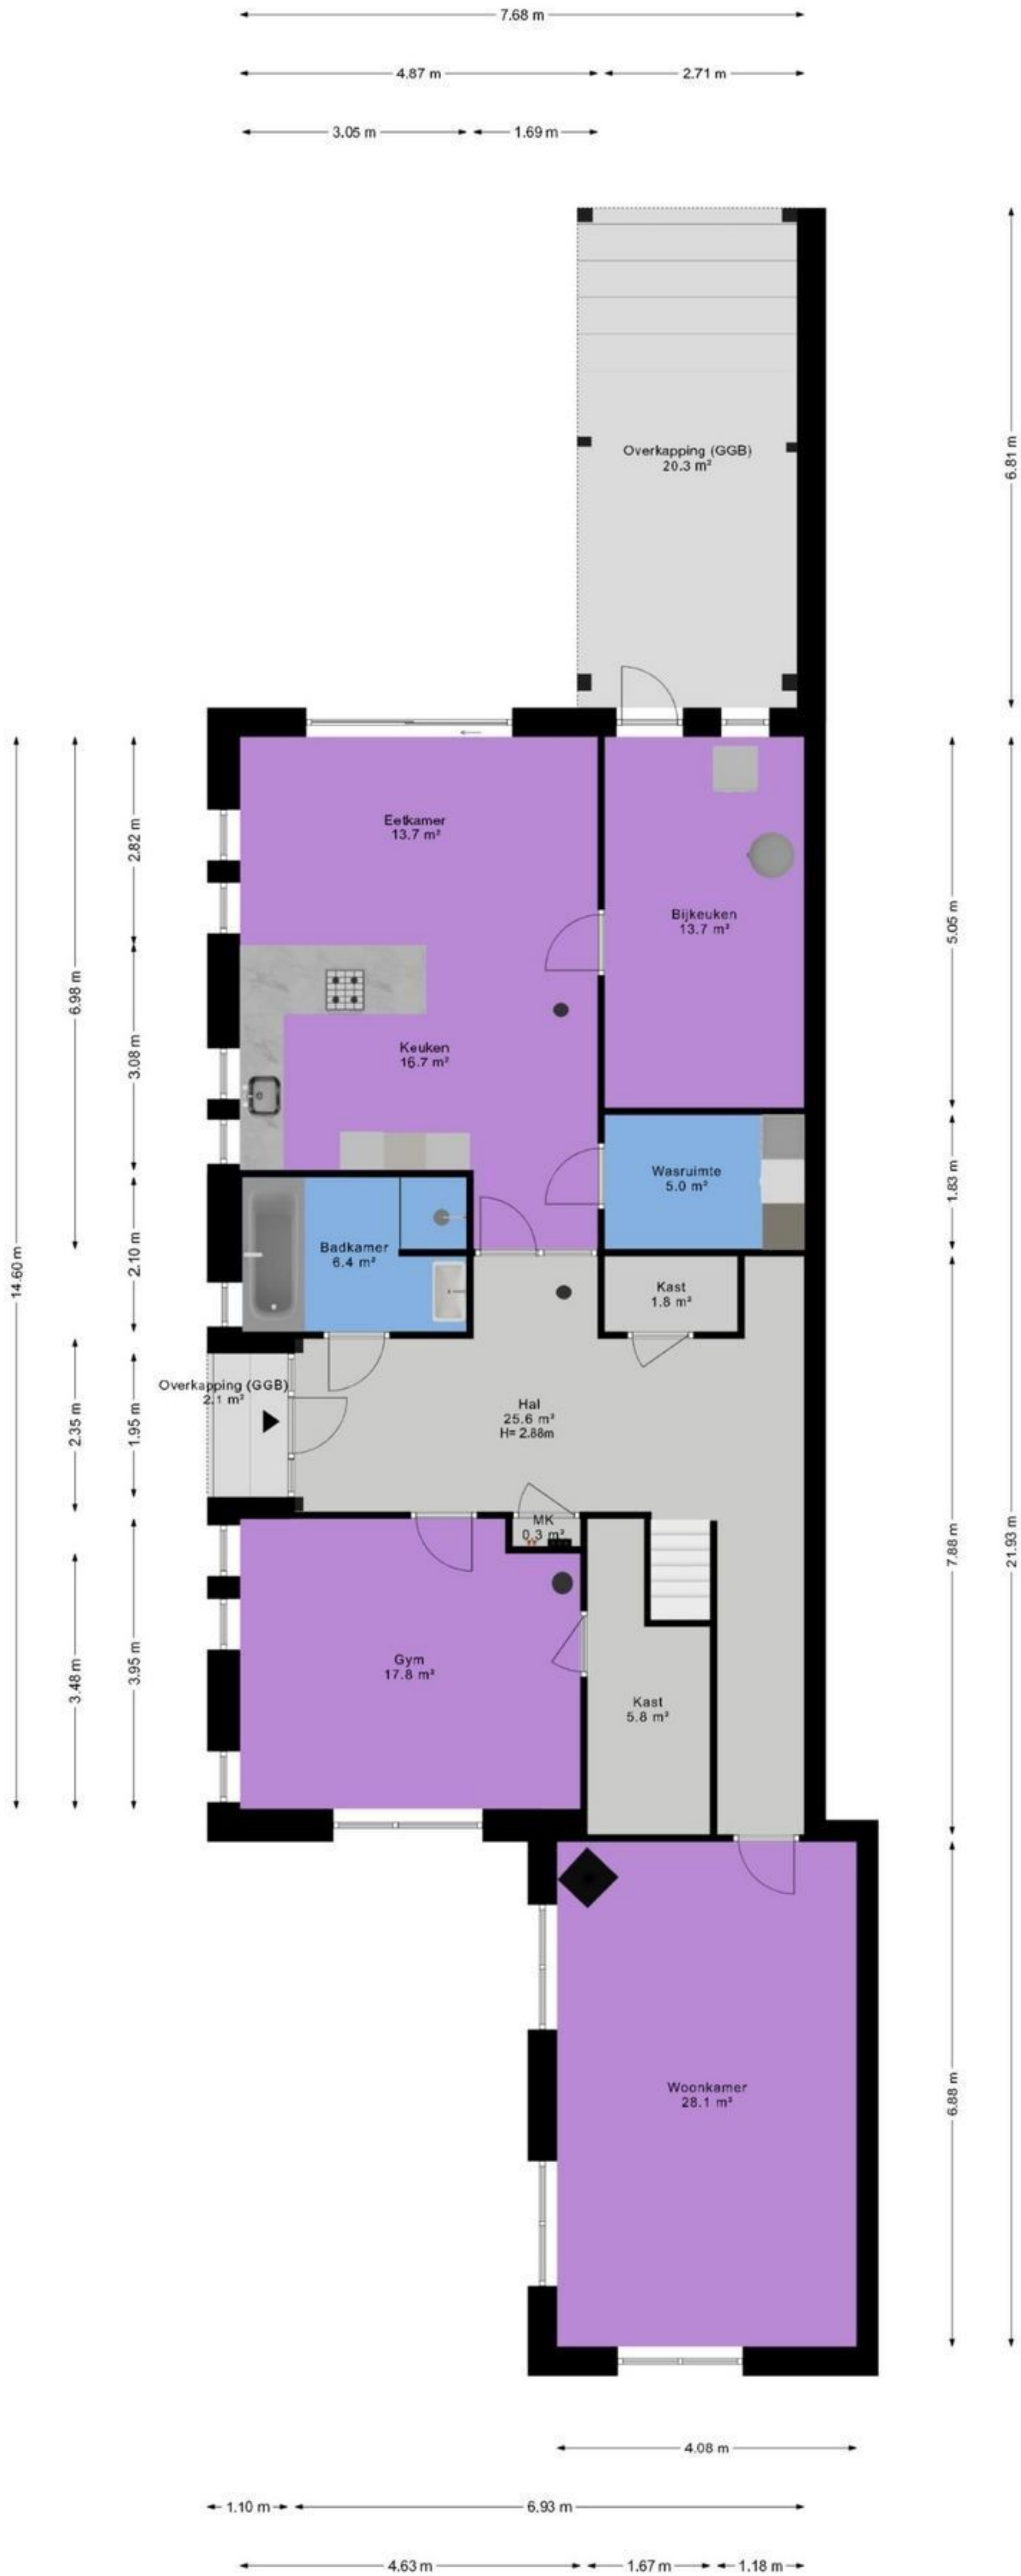 7.68 m
4.87 m
2.71 m
3.05 m
1.69 m
6.81 m
Overkapping (GGB)
20.3 m²
14.60 m
6.98 m
2.82 m
3.08 m
2.10 m
2.35 m
1.95 m
3.48 m
3.95 m
Eetkamer
13.7 m²
Bijkeuken
13.7 m²
Keuken
16.7 m²
Wasruimte
5.0 m²
Badkamer
6.4 m²
Kast
1.8 m²
Overkapping (GGB)
2.1 m²
Hal
25.6 m²
H= 2.88m
MK
0.3 m²
Gym
17.8 m²
Kast
5.8 m²
Woonkamer
28.1 m²
5.05 m
1.83 m
7.88 m
21.93 m
6.88 m
4.08 m
1.10 m
6.93 m
4.63 m
1.67 m
1.18 m